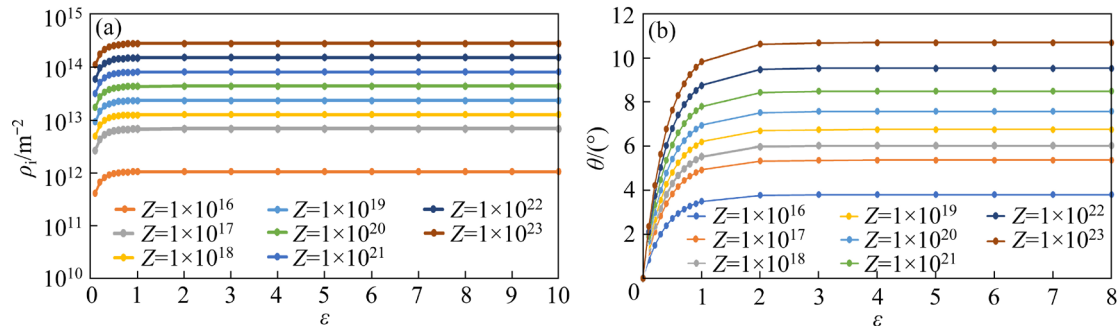 (a)
10^15
10^14
10^13
10^12
10^11
10^10
ρi/m^−2
Z=1×10^16 Z=1×10^19 Z=1×10^22
Z=1×10^17 Z=1×10^20 Z=1×10^23
Z=1×10^18 Z=1×10^21
0 1 2 3 4 5 6 7 8 9 10
ε
(b)
12
10
8
6
4
2
θ/(°)
Z=1×10^16 Z=1×10^19 Z=1×10^22
Z=1×10^17 Z=1×10^20 Z=1×10^23
Z=1×10^18 Z=1×10^21
0 1 2 3 4 5 6 7 8
ε